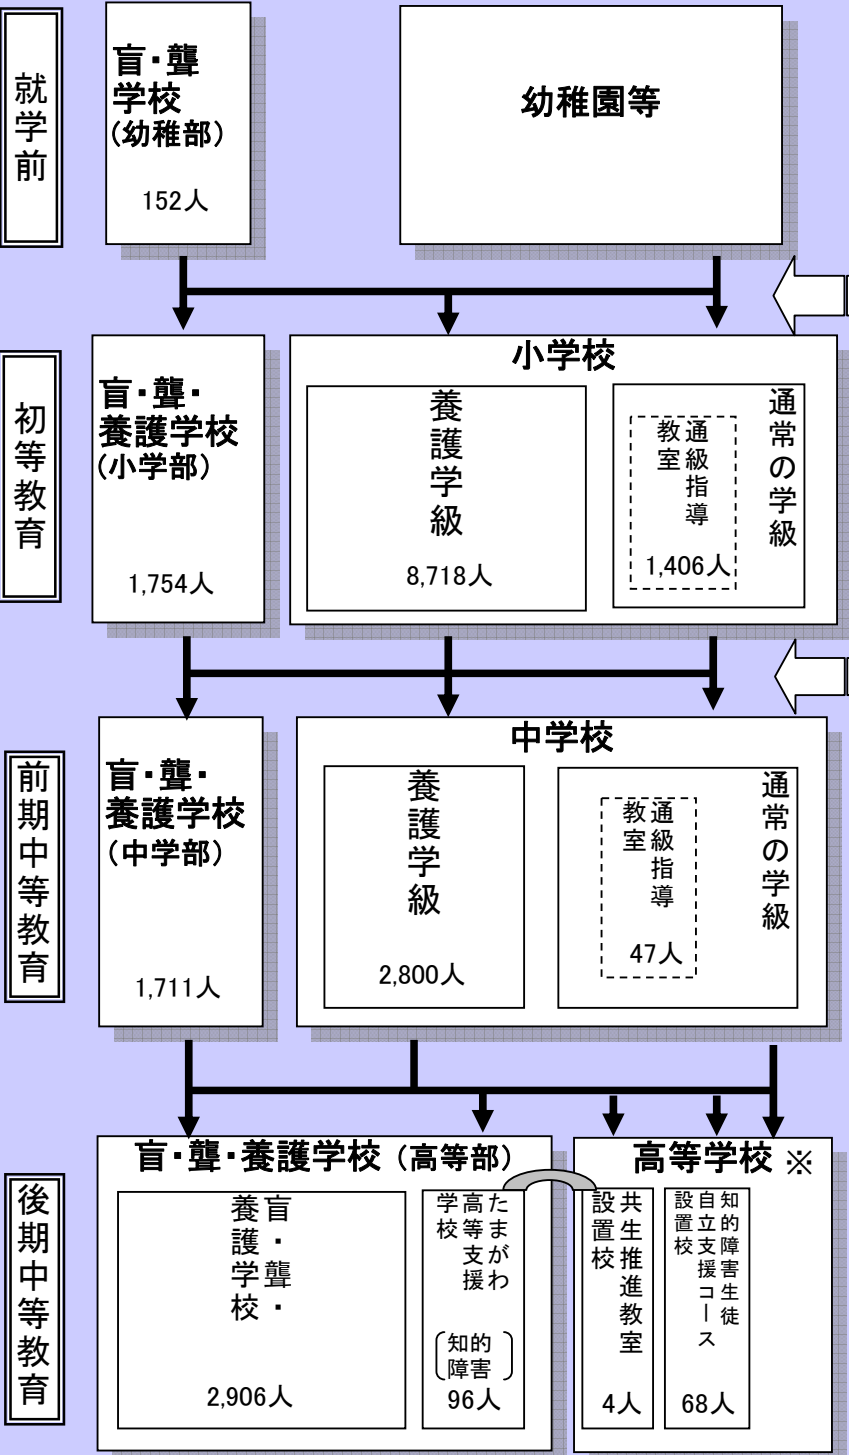 就学前
盲・聾
学校
（幼稚部）
152人
幼稚園等
初等教育
盲・聾・
養護学校
（小学部）
1,754人
小学校
養護学級
8,718人
通常の学級
通級指導
教室
1,406人
前期中等教育
盲・聾・
養護学校
（中学部）
1,711人
中学校
養護学級
2,800人
通常の学級
通級指導
教室
47人
後期中等教育
盲・聾・養護学校（高等部）
盲・聾・
養護学校
2,906人
たまがわ
高等支援
学校
〔知的
障害〕
96人
高等学校※
共生推進教室
設置校
4人
知的障害生徒
自立支援コース
設置校
68人